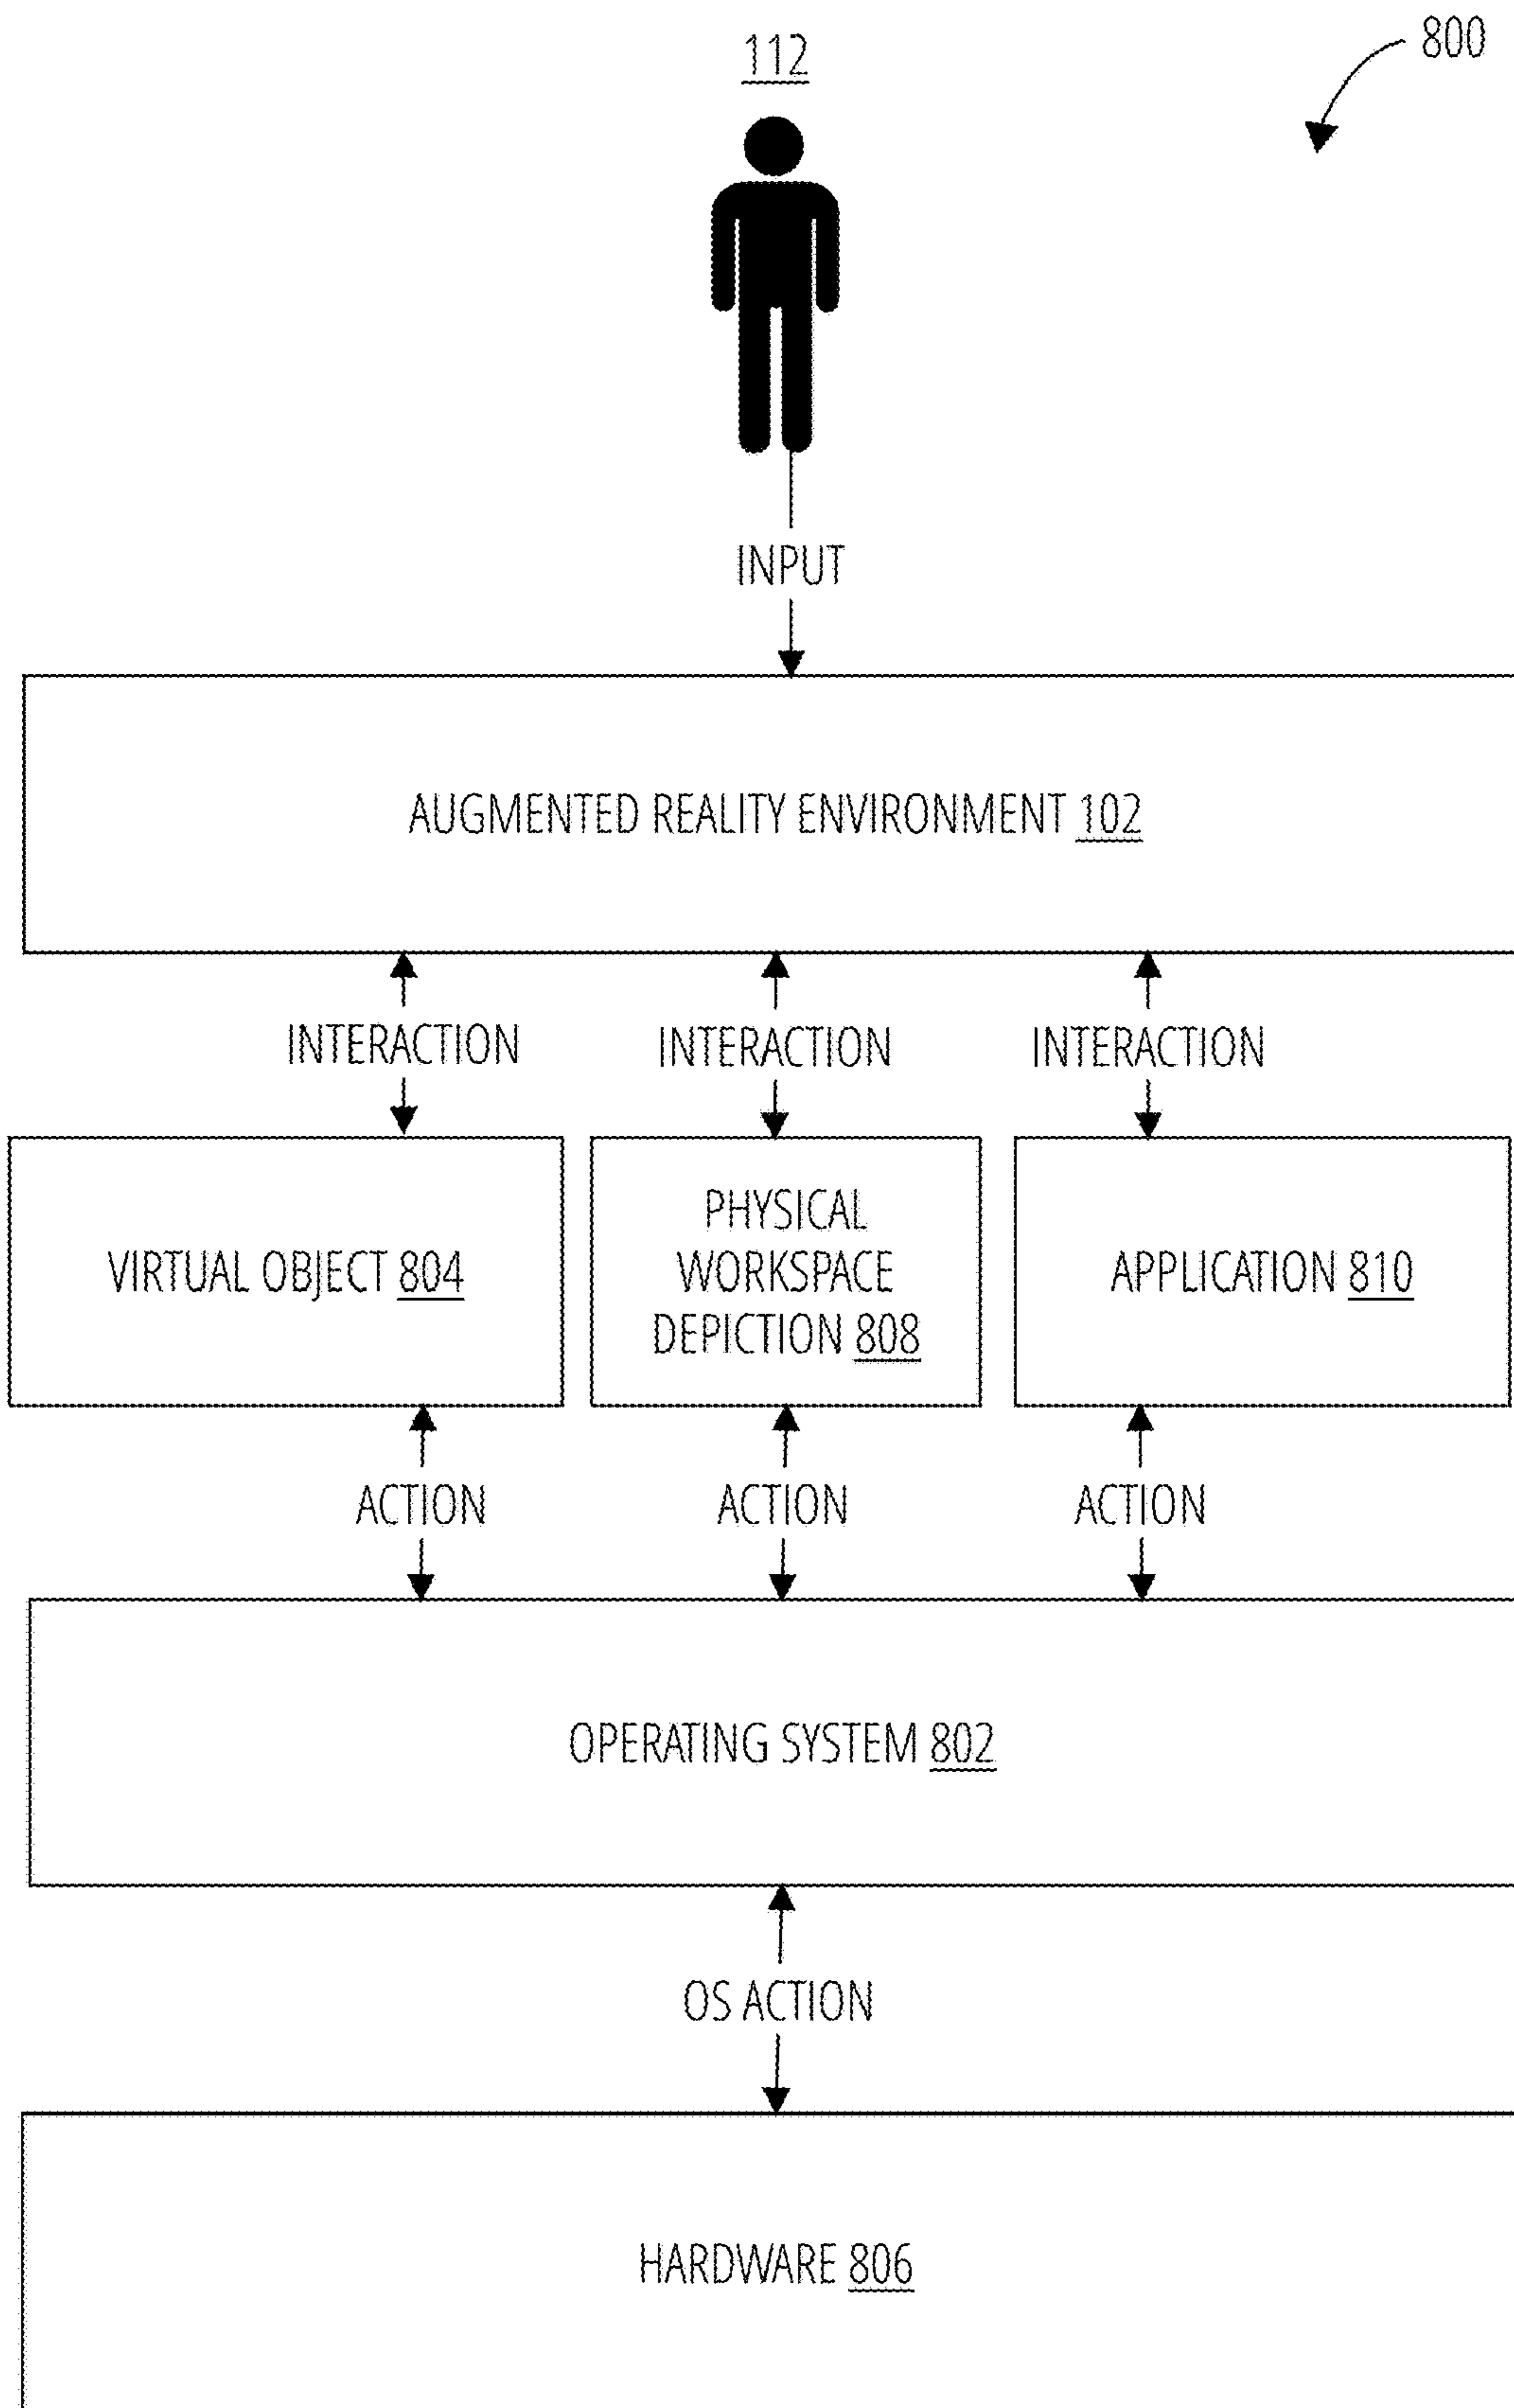 800
112
INPUT
AUGMENTED REALITY ENVIRONMENT 102
INTERACTION
INTERACTION
INTERACTION
VIRTUAL OBJECT 804
PHYSICAL
WORKSPACE
DEPICTION 808
APPLICATION 810
ACTION
ACTION
ACTION
OPERATING SYSTEM 802
OS ACTION
HARDWARE 806